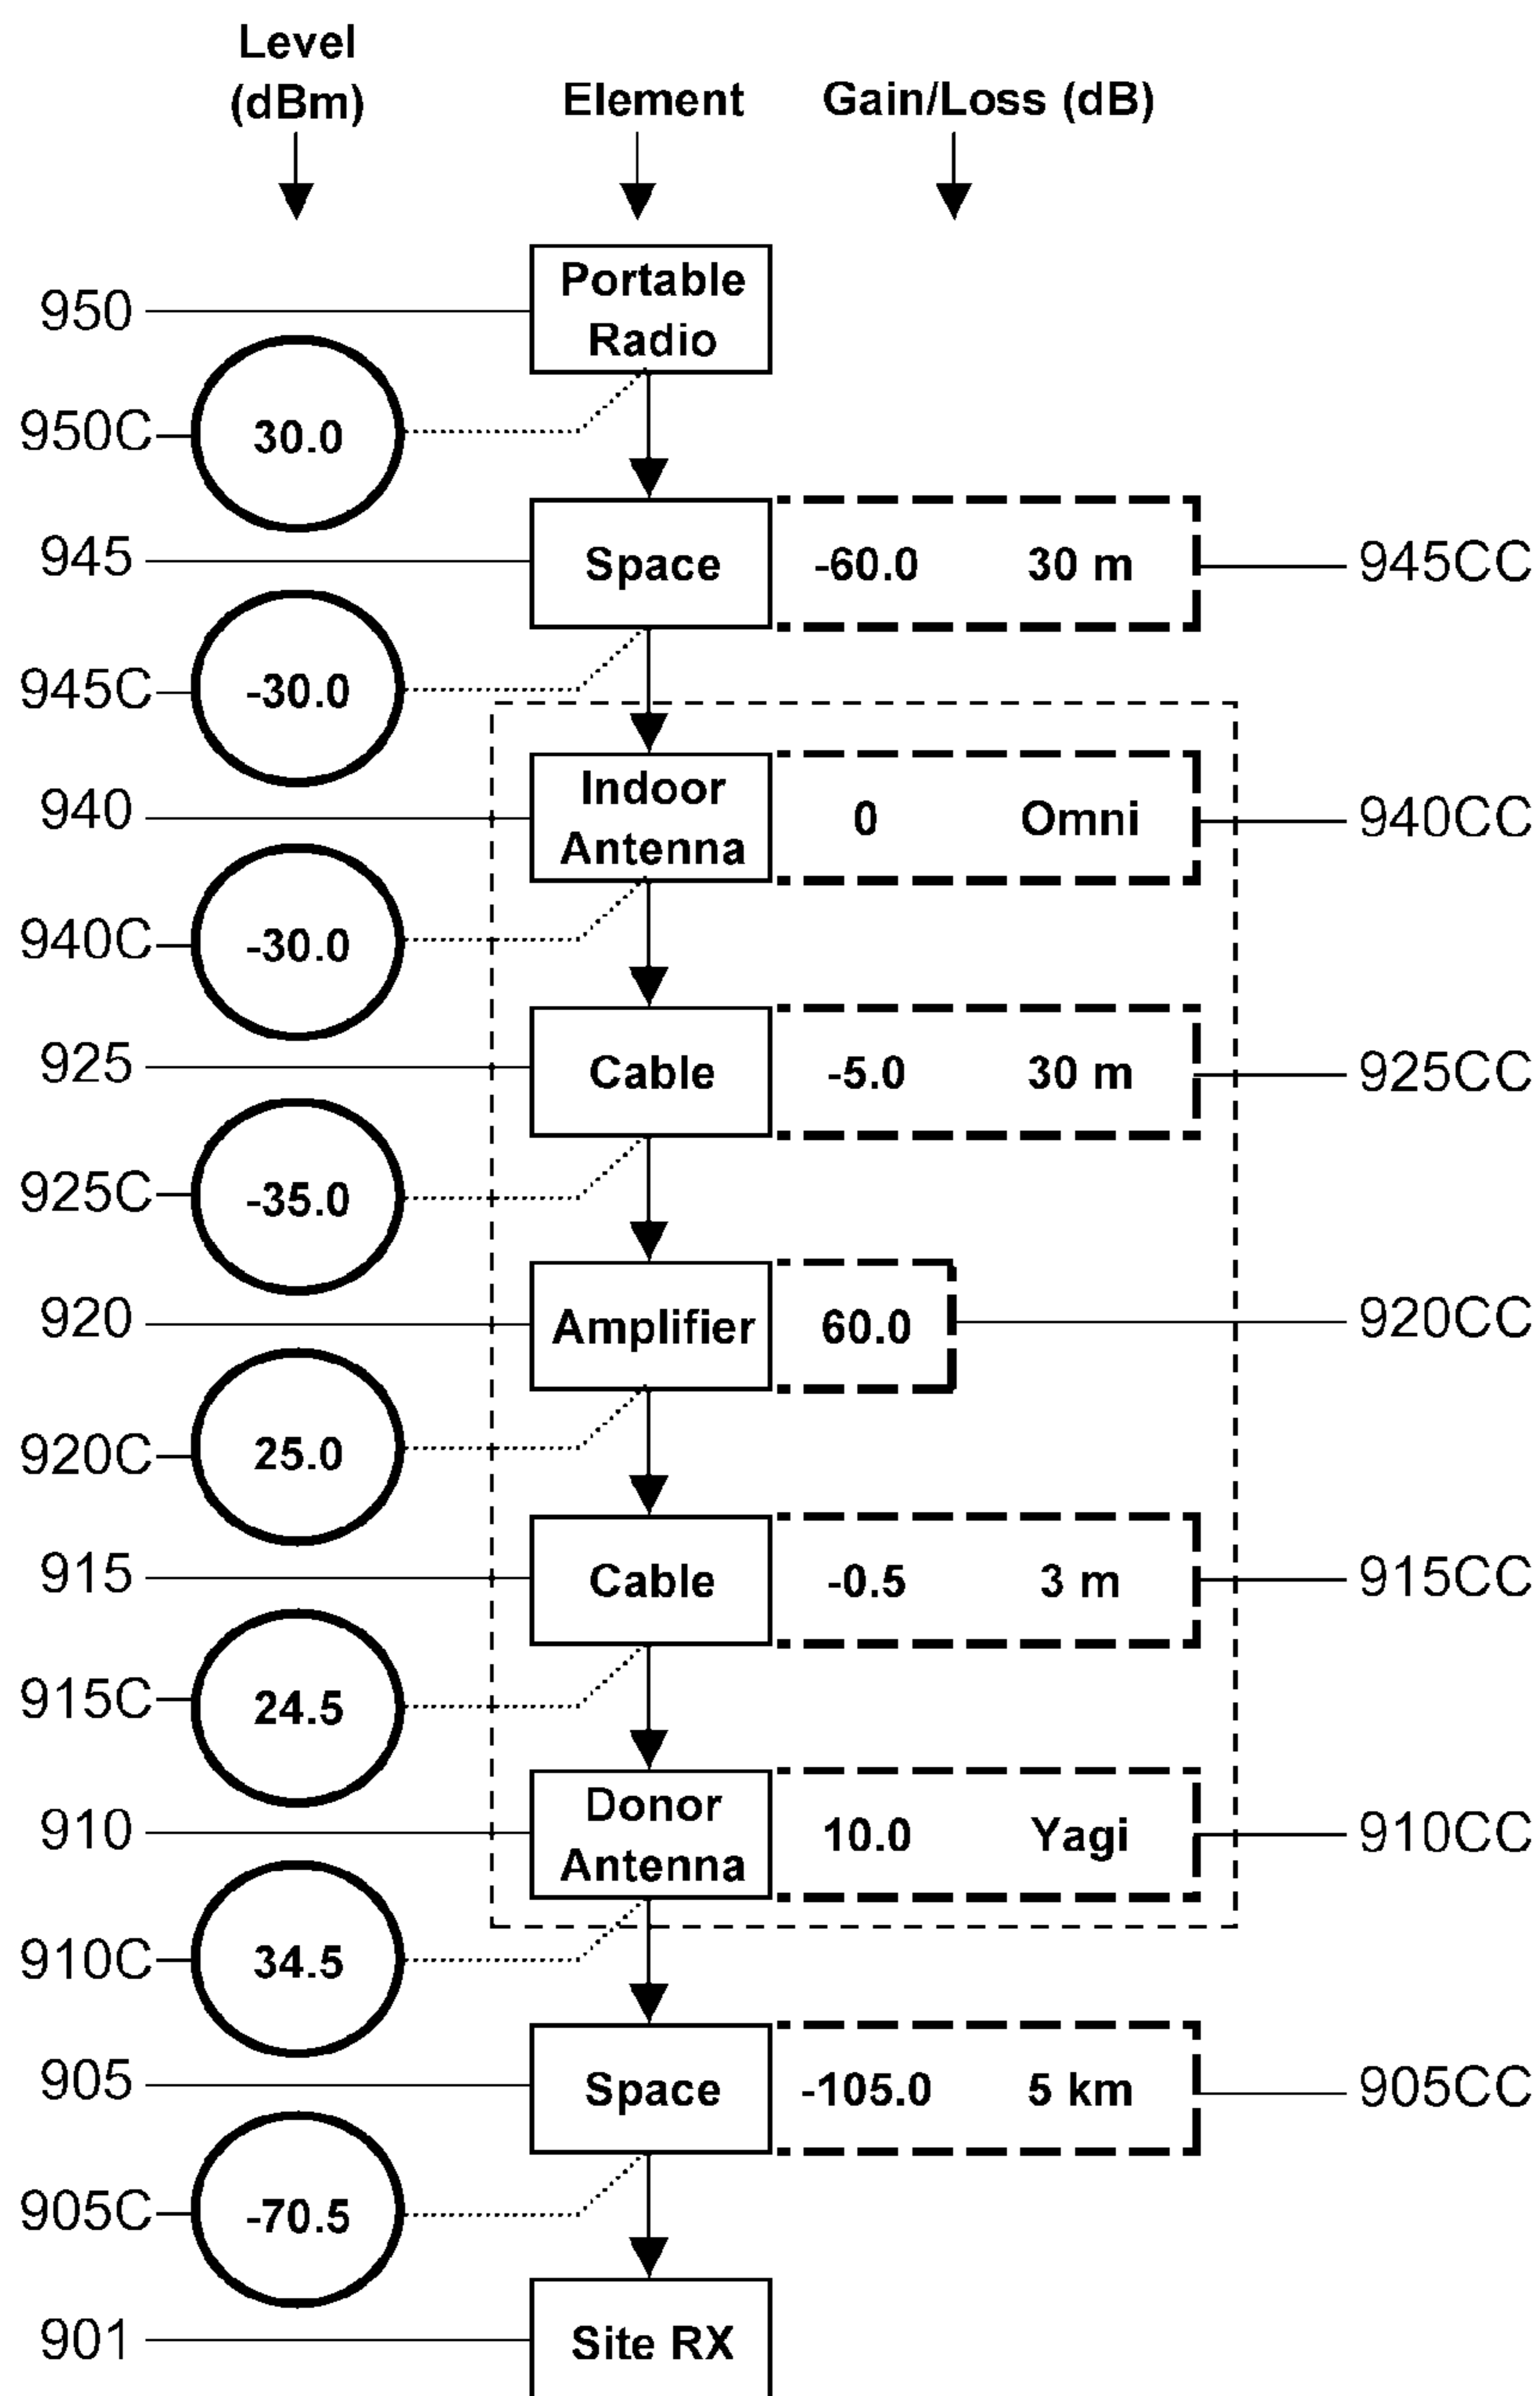 Level
(dBm)
Element
Gain/Loss (dB)
950
Portable
Radio
950C
30.0
945
Space
-60.0 30 m
945CC
945C
-30.0
940
Indoor
Antenna
0 Omni
940CC
940C
-30.0
925
Cable
-5.0 30 m
925CC
925C
-35.0
920
Amplifier
60.0
920CC
920C
25.0
915
Cable
-0.5 3 m
915CC
915C
24.5
910
Donor
Antenna
10.0 Yagi
910CC
910C
34.5
905
Space
-105.0 5 km
905CC
905C
-70.5
901
Site RX